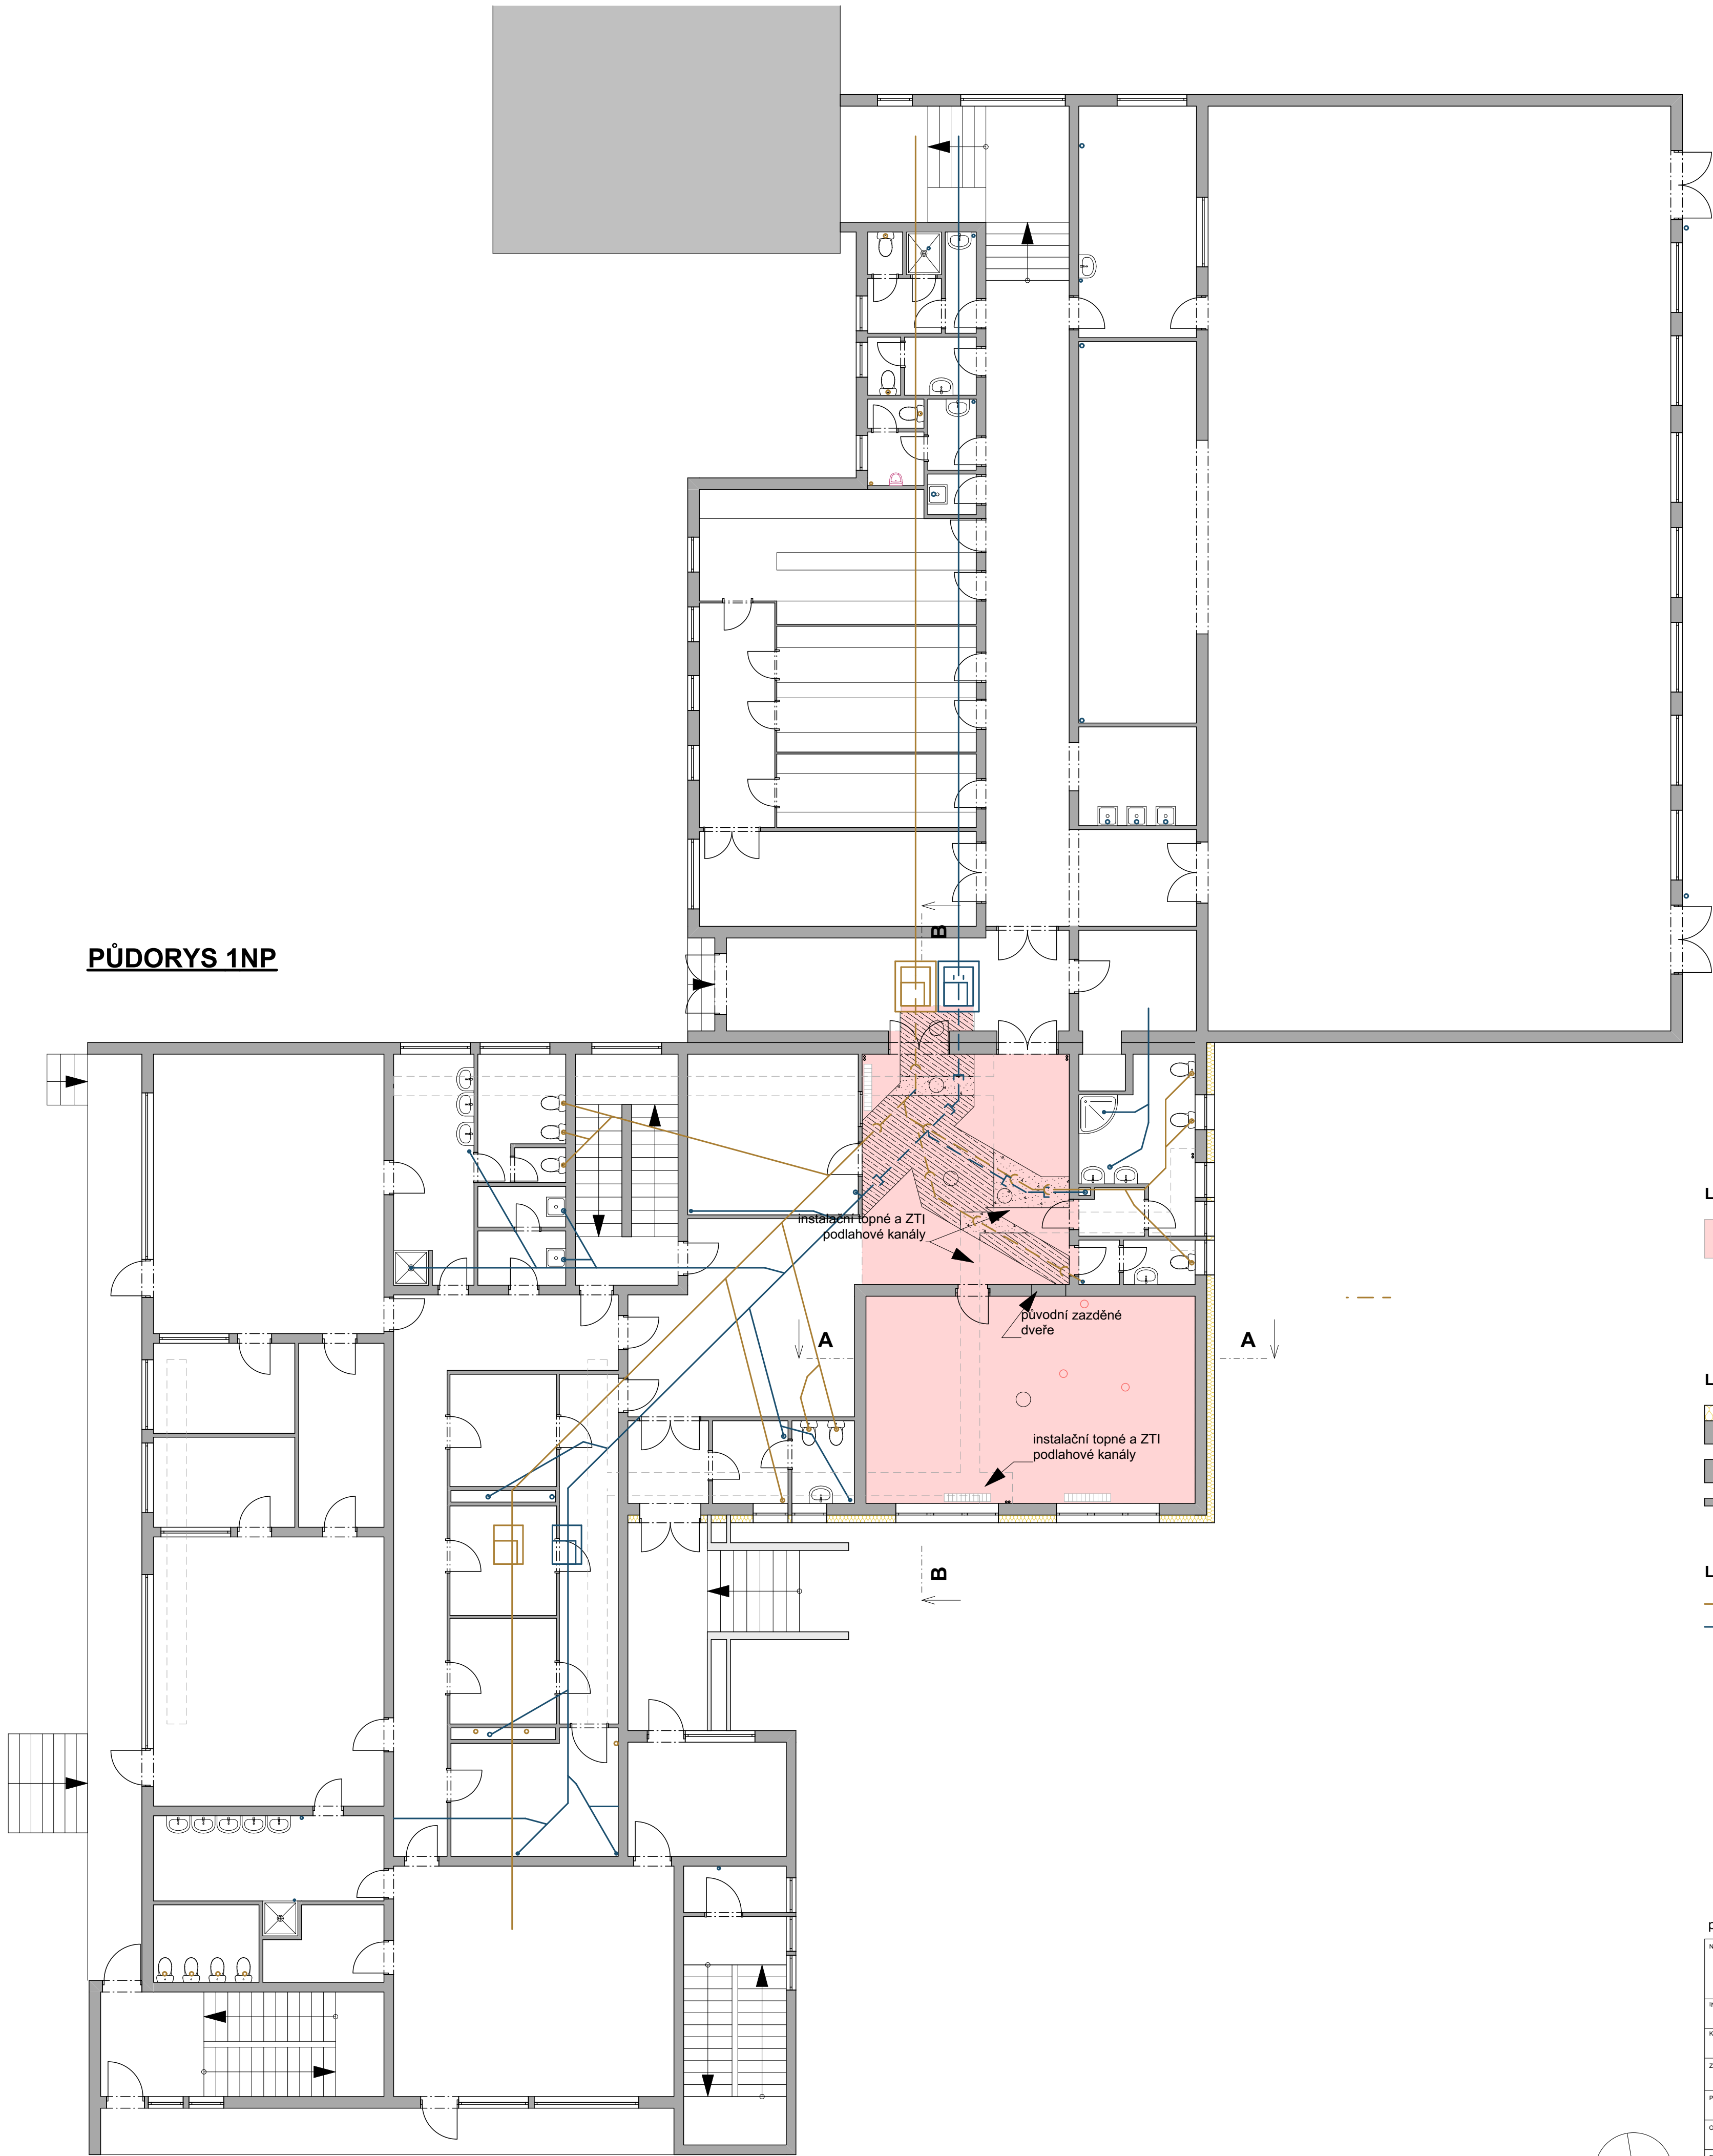 PŮDORYS 1NP
B
instalační topné a ZTI
podlahové kanály
původní zazděné
dveře
A
A
instalační topné a ZTI
podlahové kanály
B
L
L
L
p
N
K
Z
P